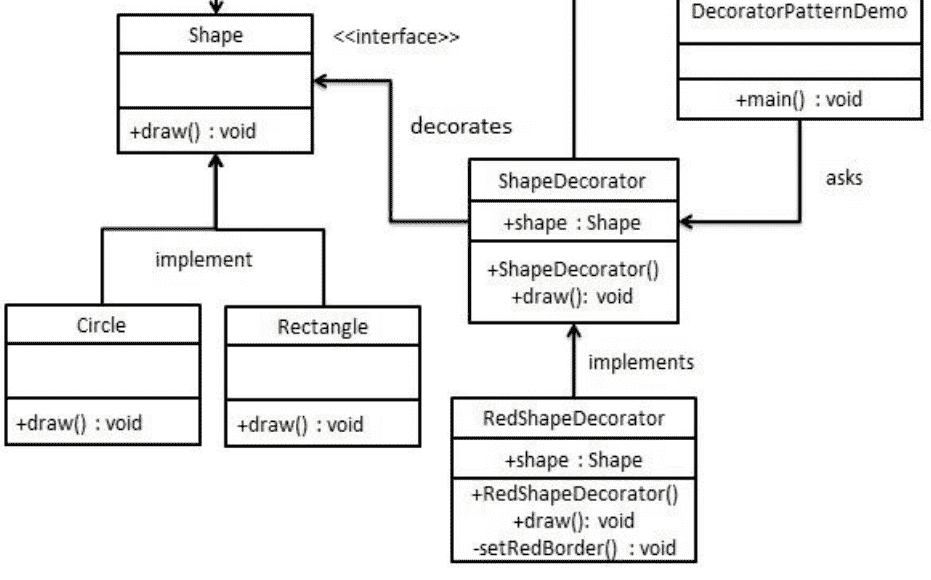 DecoratorPatternDemo
+main() : void
Shape
<<interface>>
+draw() : void
decorates
asks
ShapeDecorator
+shape : Shape
+ShapeDecorator()
+draw(): void
implement
Circle
+draw() : void
Rectangle
+draw() : void
implements
RedShapeDecorator
+shape : Shape
+RedShapeDecorator()
+draw(): void
-setRedBorder() : void